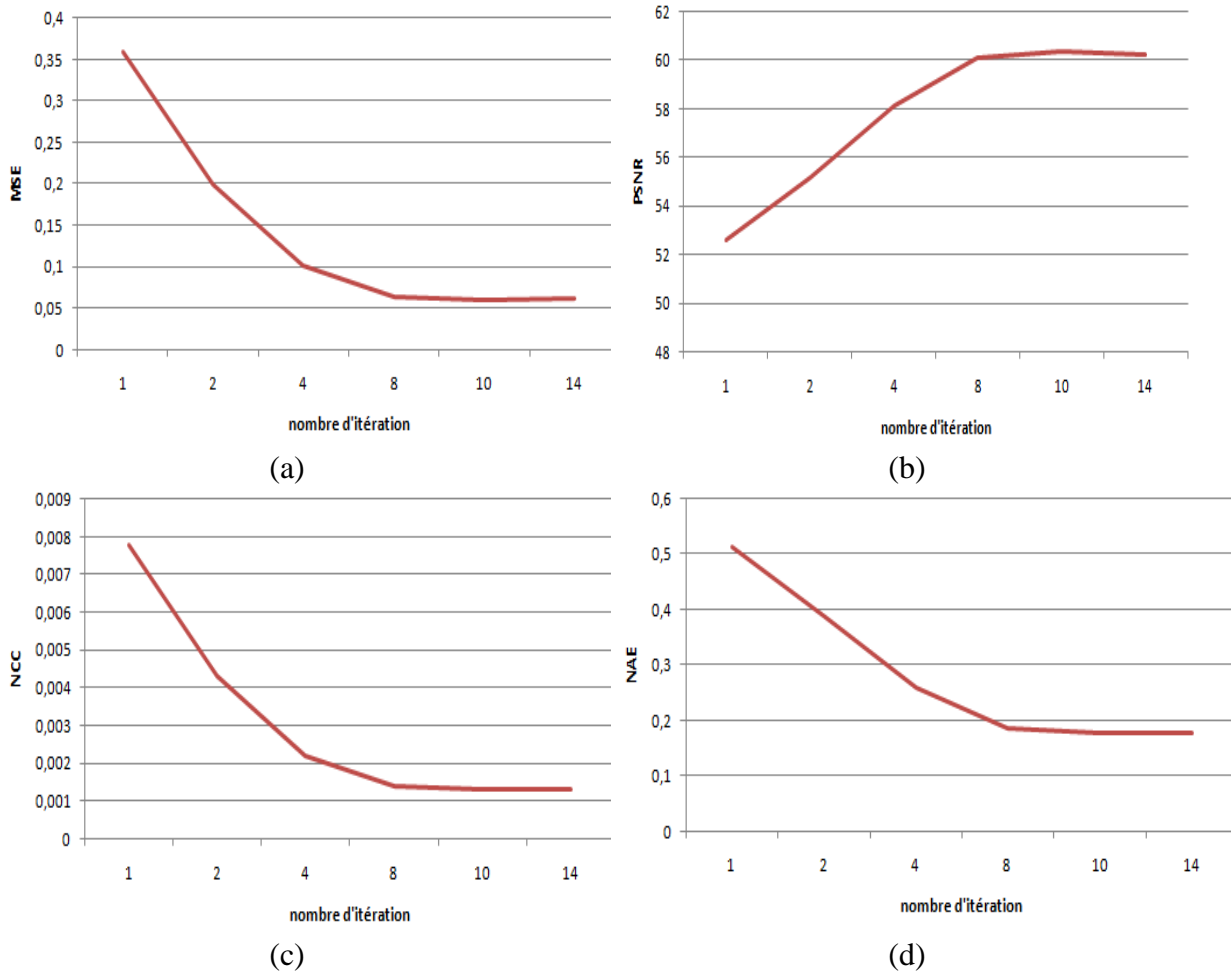 0,4
0,35
0,3
0,25
0,2
0,15
0,1
0,05
0
MSE
1 2 4 8 10 14
nombre d'itération
(a)
62
60
58
56
54
52
50
48
PSNR
1 2 4 8 10 14
nombre d'itération
(b)
0,009
0,008
0,007
0,006
0,005
0,004
0,003
0,002
0,001
0
NCC
1 2 4 8 10 14
nombre d'itération
(c)
0,6
0,5
0,4
0,3
0,2
0,1
0
NAE
1 2 4 8 10 14
nombre d'itération
(d)